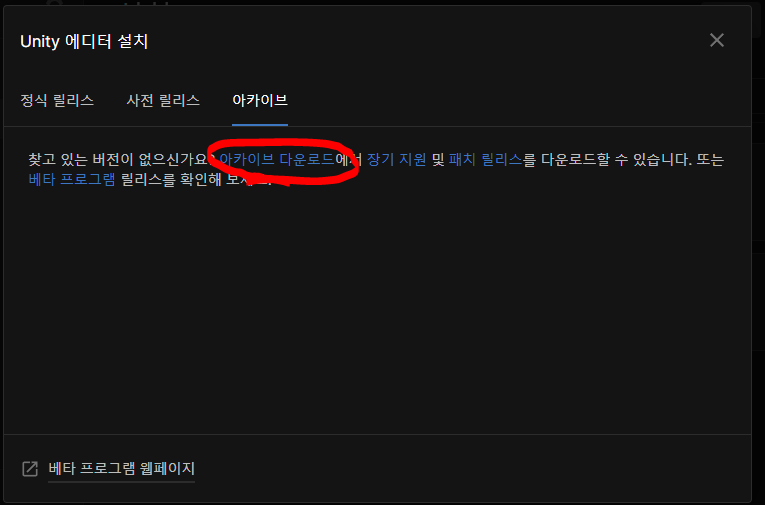 Unity 에디터 설치
정식 릴리스 사전 릴리스 아카이브
찾고 있는 버전이 없으신가요? 아카이브 다운로드에서 장기 지원 및 패치 릴리스를 다운로드할 수 있습니다. 또는
베타 프로그램 릴리스를 확인해 보세요.
베타 프로그램 웹페이지